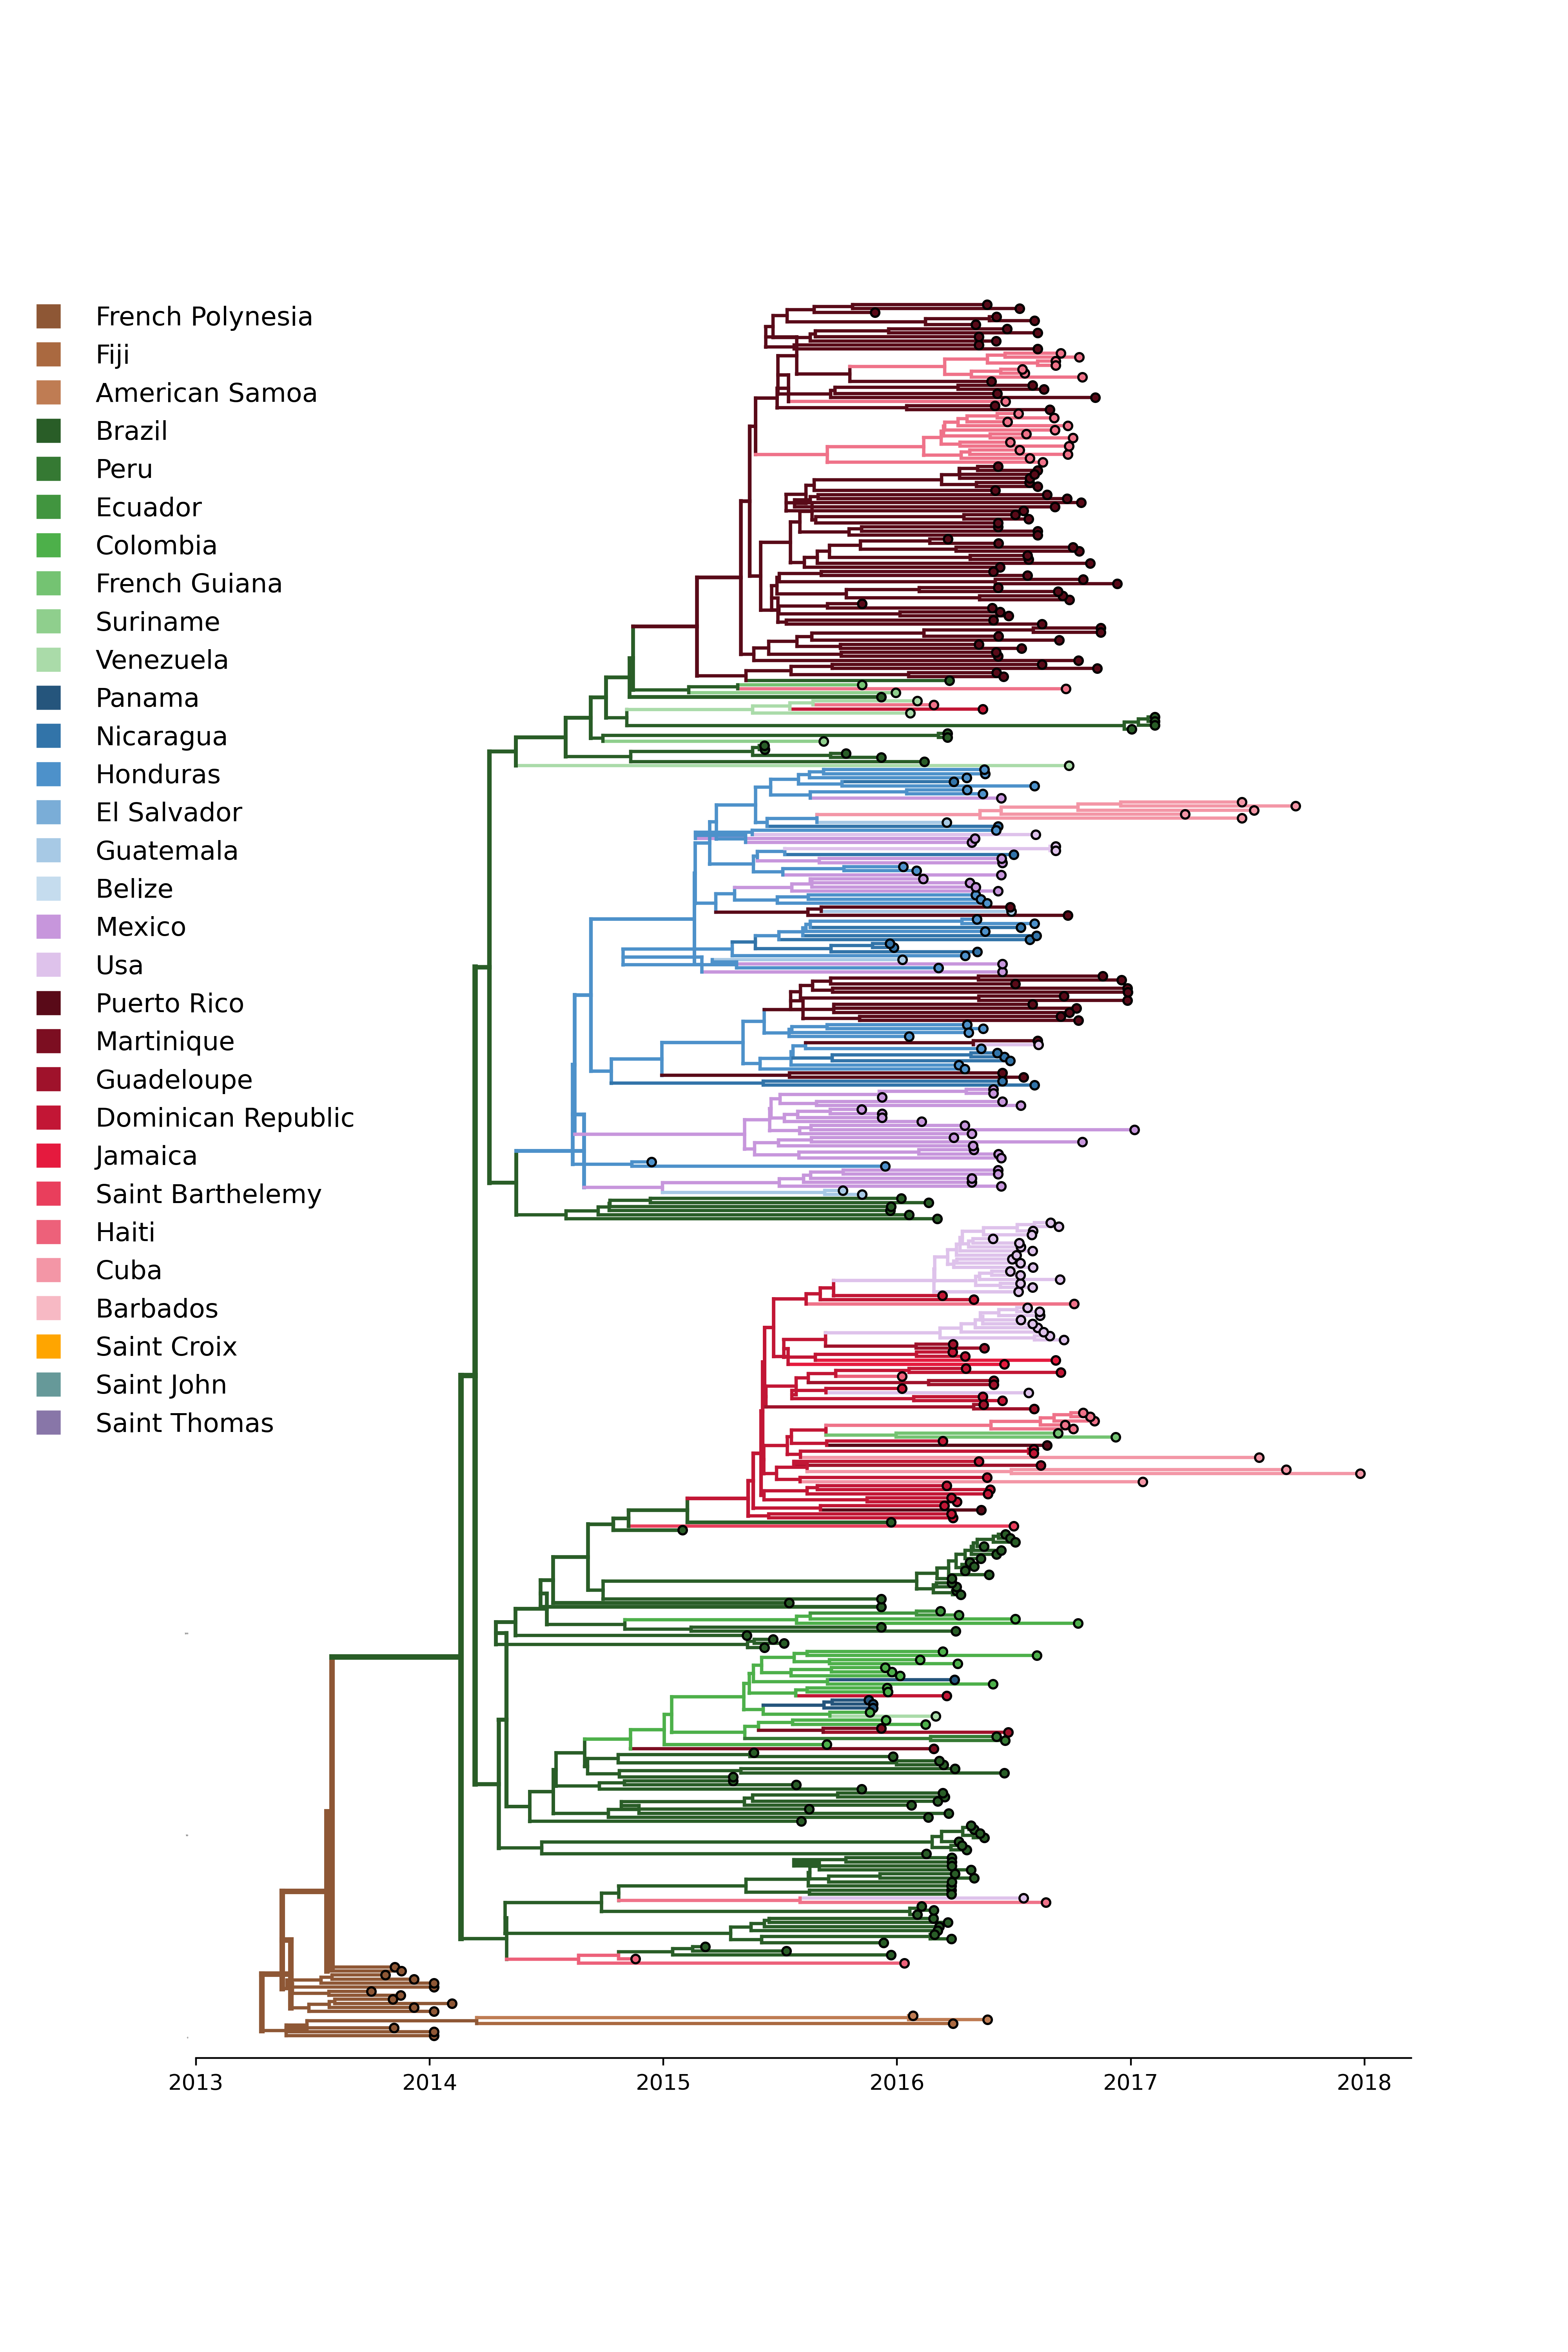 French Polynesia
Fiji
American Samoa
Brazil
Peru
Ecuador
Colombia
French Guiana
Suriname
Venezuela
Panama
Nicaragua
Honduras
El Salvador
Guatemala
Belize
Mexico
Usa
Puerto Rico
Martinique
Guadeloupe
Dominican Republic
Jamaica
Saint Barthelemy
Haiti
Cuba
Barbados
Saint Croix
Saint John
Saint Thomas
2013 2014 2015 2016 2017 2018